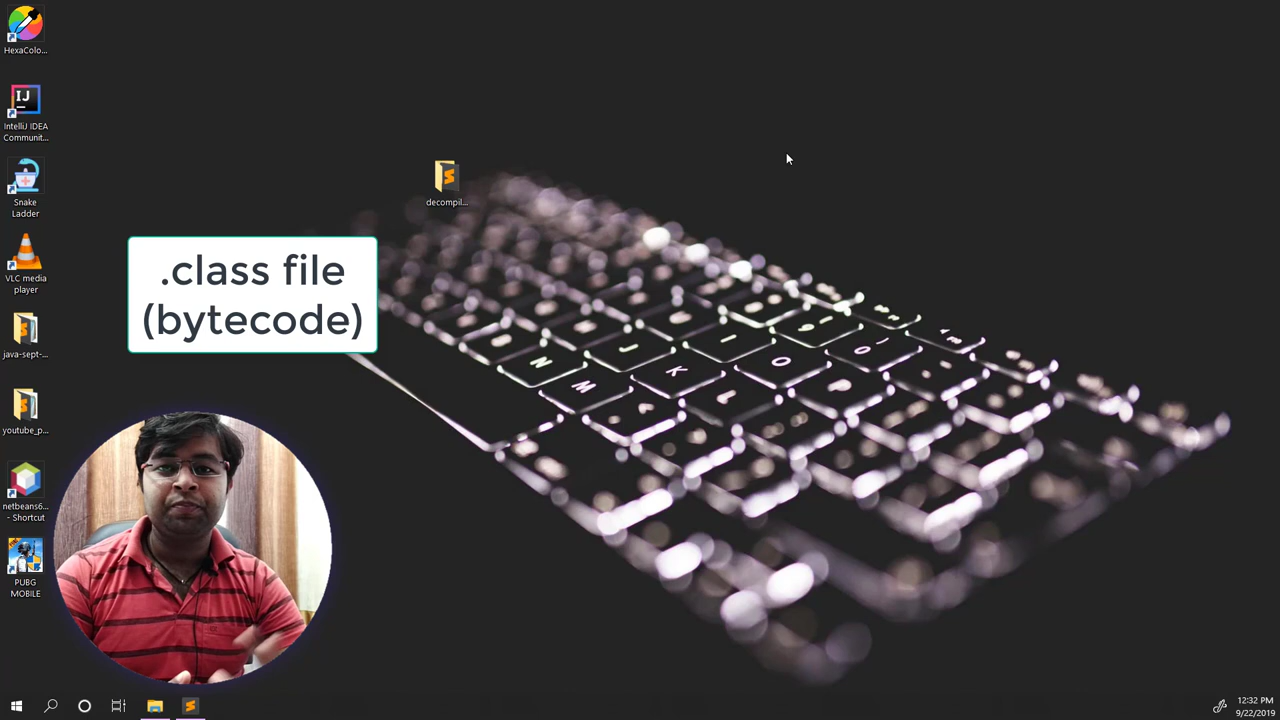 HexaColo...
IJ
IntelliJ IDEA
Communit...
Snake
Ladder
VLC media
player
java-sept-...
youtube_p...
netbeans6...
- Shortcut
PUBG
MOBILE
decompil...
.class file
(bytecode)
N
M
J
K
I
O
L
P
12:32 PM
9/22/2019